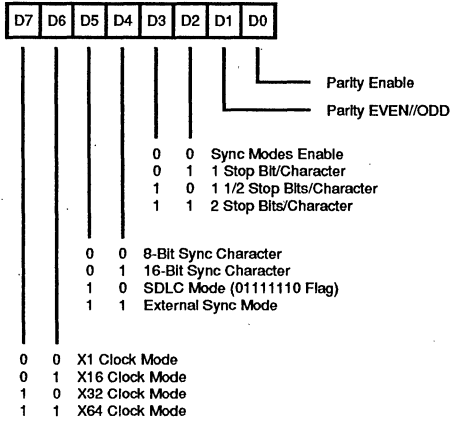 D7 D6 D5 D4 D3 D2 D1 D0
Parity Enable
Parity EVEN//ODD
0 0 Sync Modes Enable
0 1 1 Stop Bit/Character
1 0 1 1/2 Stop Bits/Character
1 1 2 Stop Bits/Character
0 0 8-Bit Sync Character
0 1 16-Bit Sync Character
1 0 SDLC Mode (01111110 Flag)
1 1 External Sync Mode
0 0 X1 Clock Mode
0 1 X16 Clock Mode
1 0 X32 Clock Mode
1 1 X64 Clock Mode